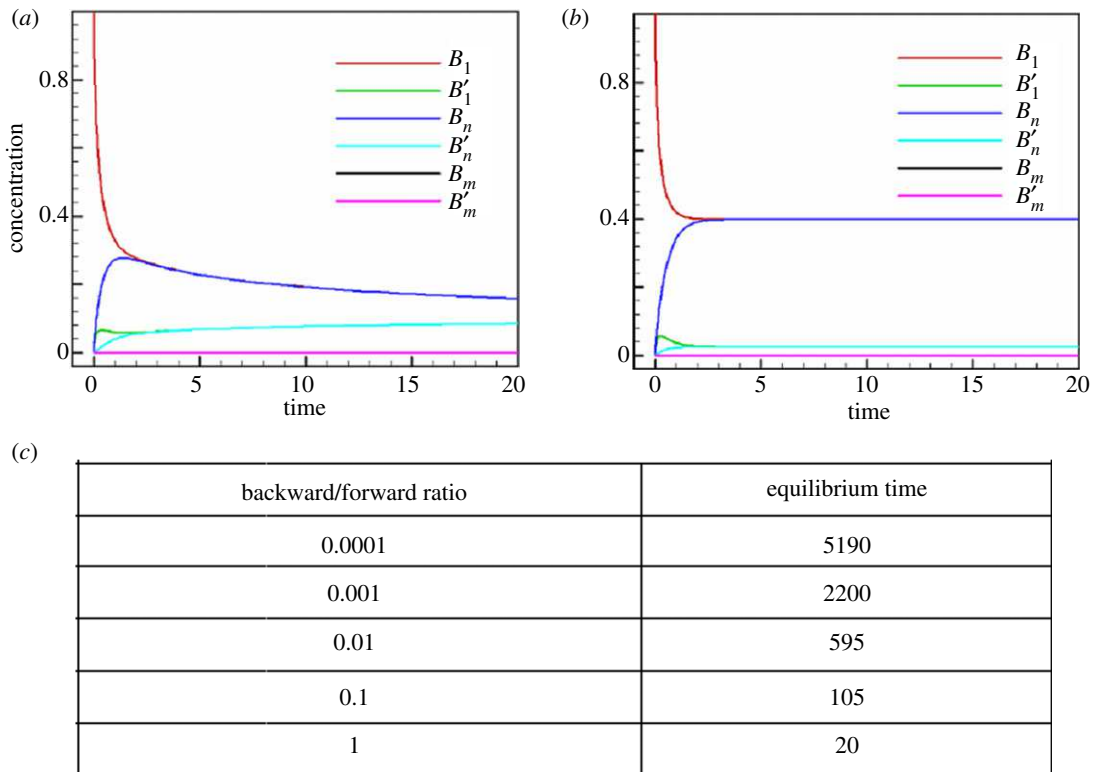 (a)
concentration
0.8
0.4
0
B₁
B′₁
Bₙ
B′ₙ
Bₘ
B′ₘ
0 5 10 15 20
time
(b)
0.8
0.4
0
B₁
B′₁
Bₙ
B′ₙ
Bₘ
B′ₘ
0 5 10 15 20
time
(c)
backward/forward ratio equilibrium time
0.0001 5190
0.001 2200
0.01 595
0.1 105
1 20